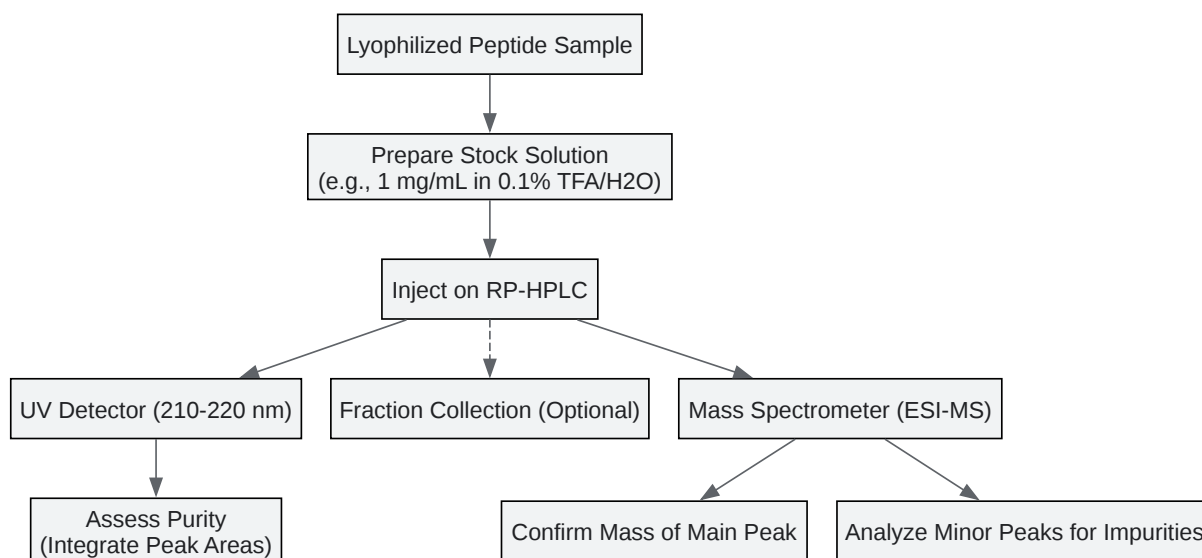 Lyophilized Peptide Sample
Prepare Stock Solution
(e.g., 1 mg/mL in 0.1% TFA/H2O)
Inject on RP-HPLC
UV Detector (210-220 nm)
Fraction Collection (Optional)
Mass Spectrometer (ESI-MS)
Assess Purity
(Integrate Peak Areas)
Confirm Mass of Main Peak
Analyze Minor Peaks for Impurities